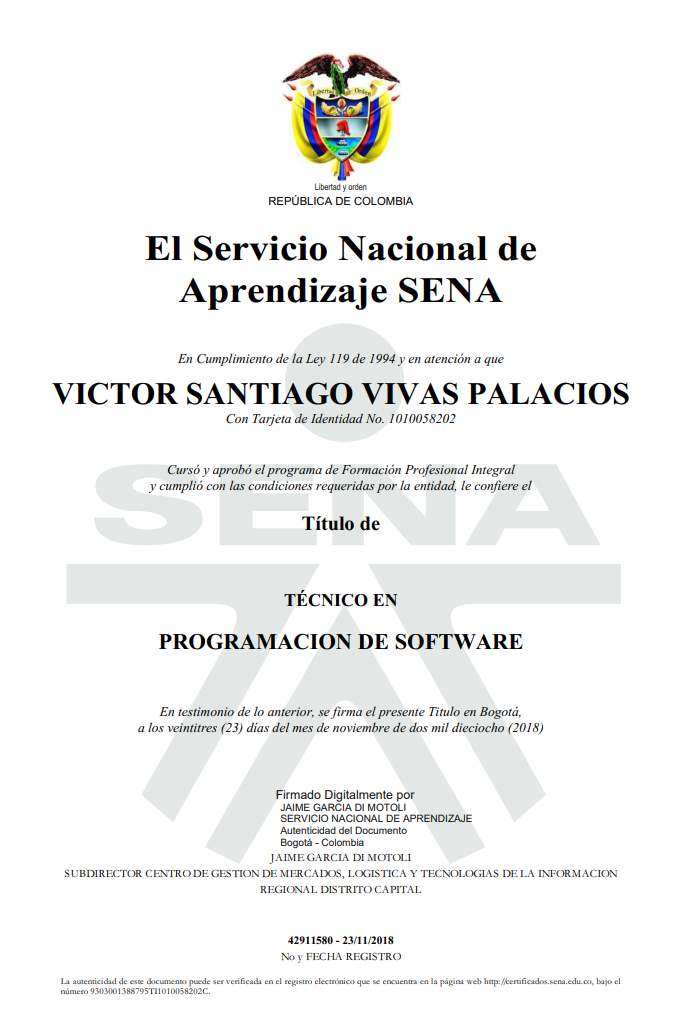 Libertad y Orden
Libertad y orden
REPÚBLICA DE COLOMBIA
El Servicio Nacional de
Aprendizaje SENA
En Cumplimiento de la Ley 119 de 1994 y en atención a que
VICTOR SANTIAGO VIVAS PALACIOS
Con Tarjeta de Identidad No. 1010058202
Cursó y aprobó el programa de Formación Profesional Integral
y cumplió con las condiciones requeridas por la entidad, le confiere el
SENA
Título de
TÉCNICO EN
PROGRAMACION DE SOFTWARE
En testimonio de lo anterior, se firma el presente Titulo en Bogotá,
a los veintitres (23) días del mes de noviembre de dos mil dieciocho (2018)
Firmado Digitalmente por
JAIME GARCIA DI MOTOLI
SERVICIO NACIONAL DE APRENDIZAJE
Autenticidad del Documento
Bogotá - Colombia
JAIME GARCIA DI MOTOLI
SUBDIRECTOR CENTRO DE GESTION DE MERCADOS, LOGISTICA Y TECNOLOGIAS DE LA INFORMACION
REGIONAL DISTRITO CAPITAL
42911580 - 23/11/2018
No y FECHA REGISTRO
La autenticidad de este documento puede ser verificada en el registro electrónico que se encuentra en la página web http://certificados.sena.edu.co, bajo el
número 9303001388795TI1010058202C.